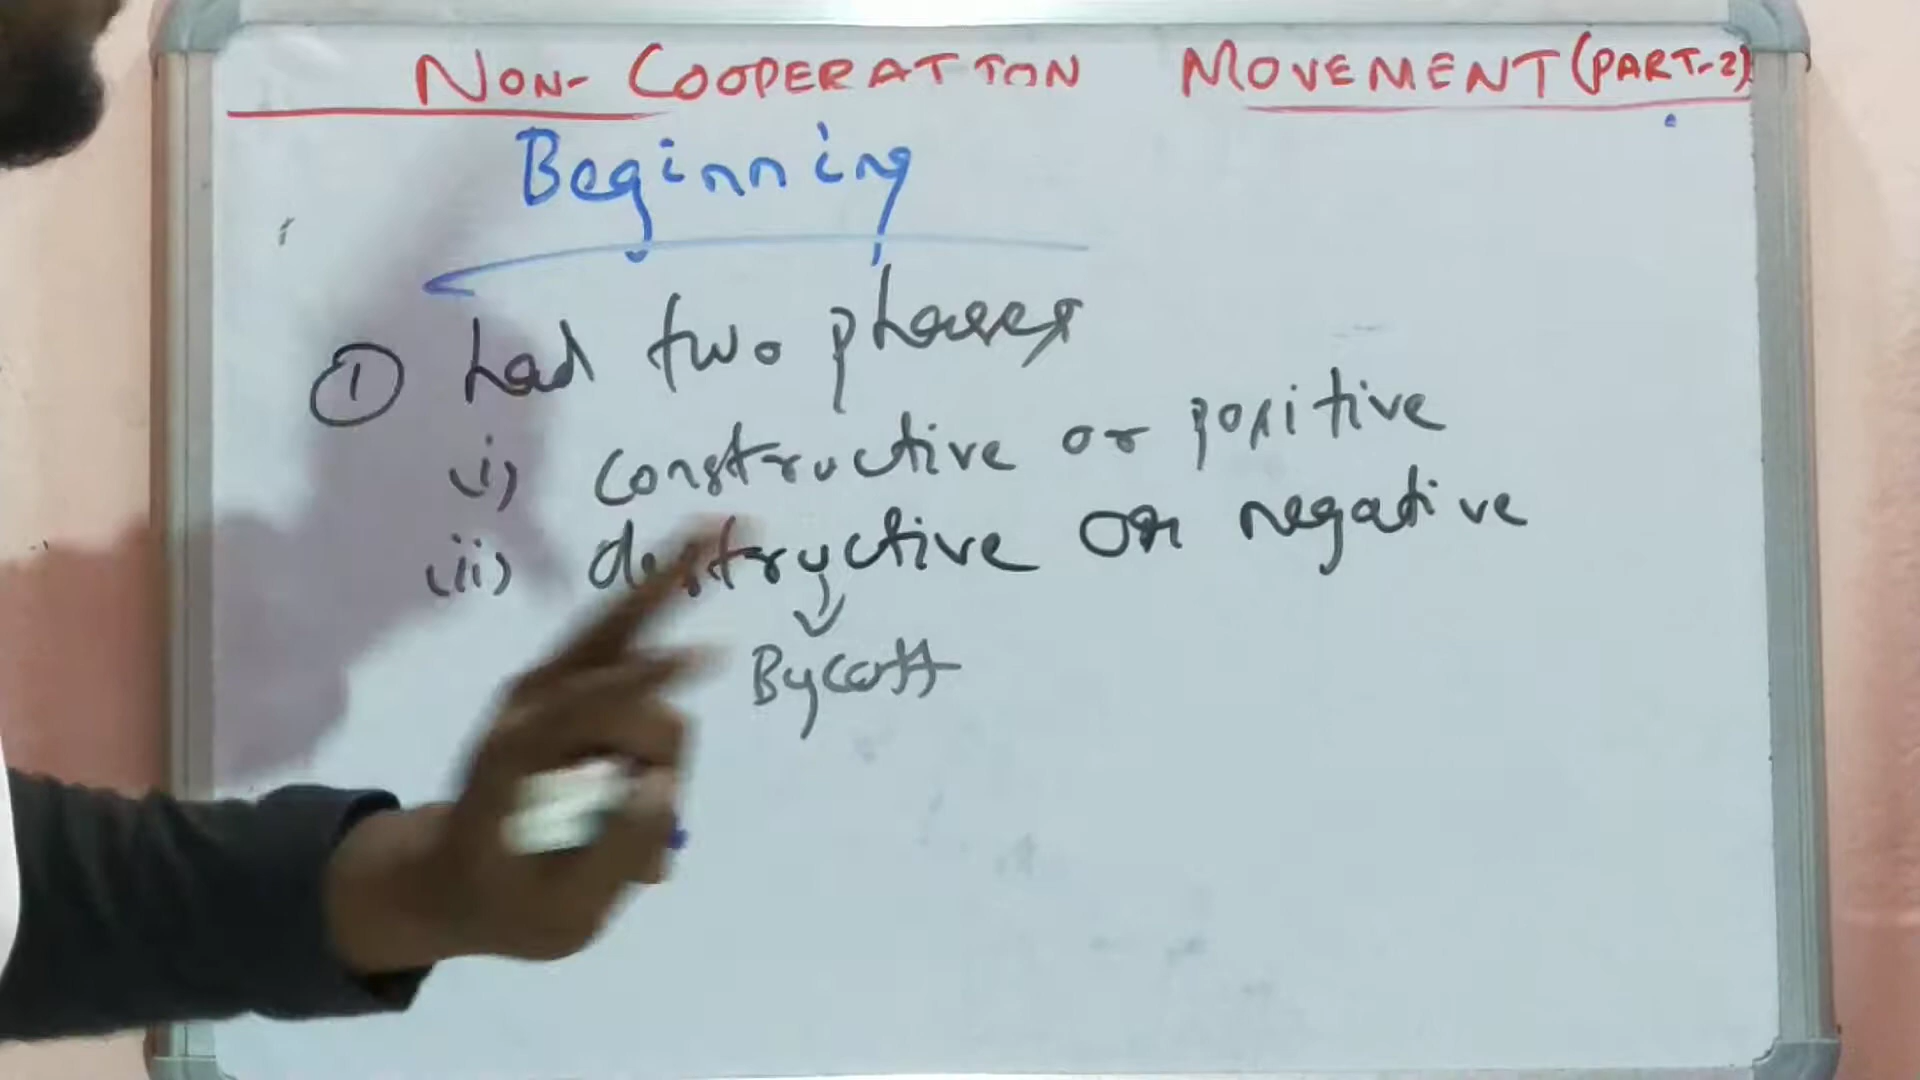 NON-COOPERATION MOVEMENT (PART-2)
Beginning
① had two phases
(i) constructive or positive
(ii) destructive or negative
Bycott